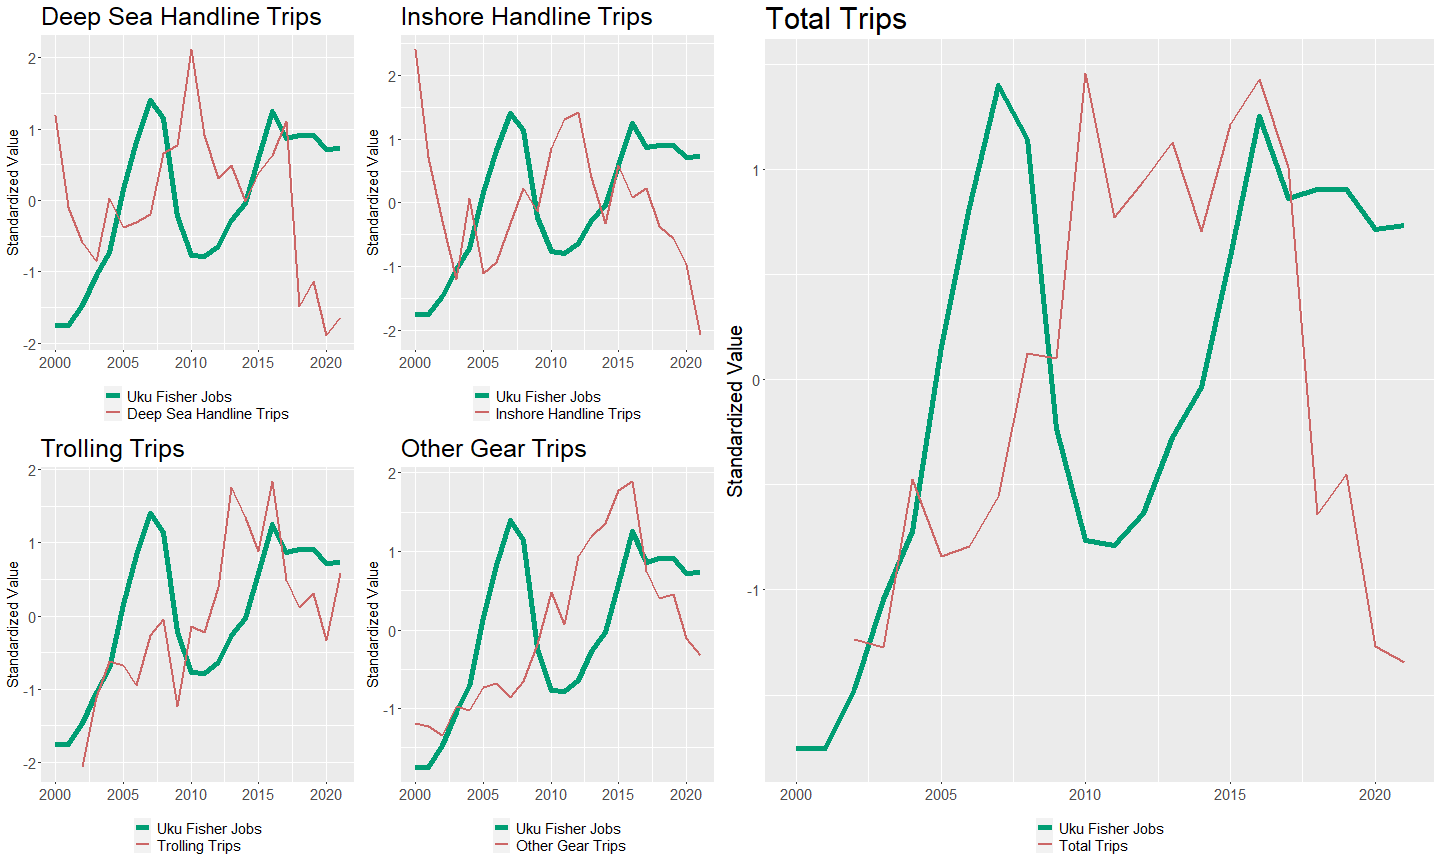 Deep Sea Handline Trips
Standardized Value
2
1
0
-1
-2
2000 2005 2010 2015 2020
Uku Fisher Jobs
Deep Sea Handline Trips
Inshore Handline Trips
Standardized Value
2
1
0
-1
-2
2000 2005 2010 2015 2020
Uku Fisher Jobs
Inshore Handline Trips
Trolling Trips
Standardized Value
2
1
0
-1
-2
2000 2005 2010 2015 2020
Uku Fisher Jobs
Trolling Trips
Other Gear Trips
Standardized Value
2
1
0
-1
2000 2005 2010 2015 2020
Uku Fisher Jobs
Other Gear Trips
Total Trips
Standardized Value
1
0
-1
2000 2005 2010 2015 2020
Uku Fisher Jobs
Total Trips